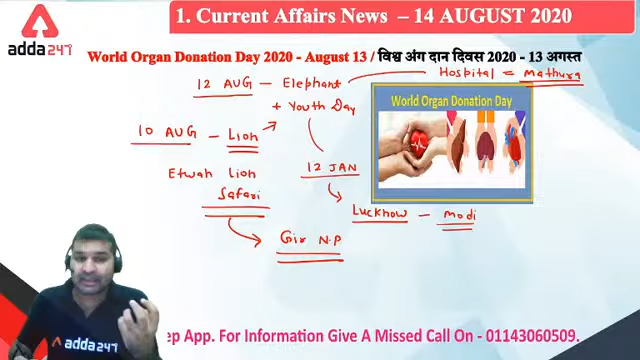 1. Current Affairs News – 14 AUGUST 2020
adda247
World Organ Donation Day 2020 - August 13 / विश्व अंग दान दिवस 2020 - 13 अगस्त
12 AUG – Elephant
Hospital = Mathura
+ Youth Day
World Organ Donation Day
10 AUG – Lion
Etwah Lion
Safari
12 JAN
Lucknow – Modi
Gir N.P
adda247
ep App. For Information Give A Missed Call On - 01143060509.